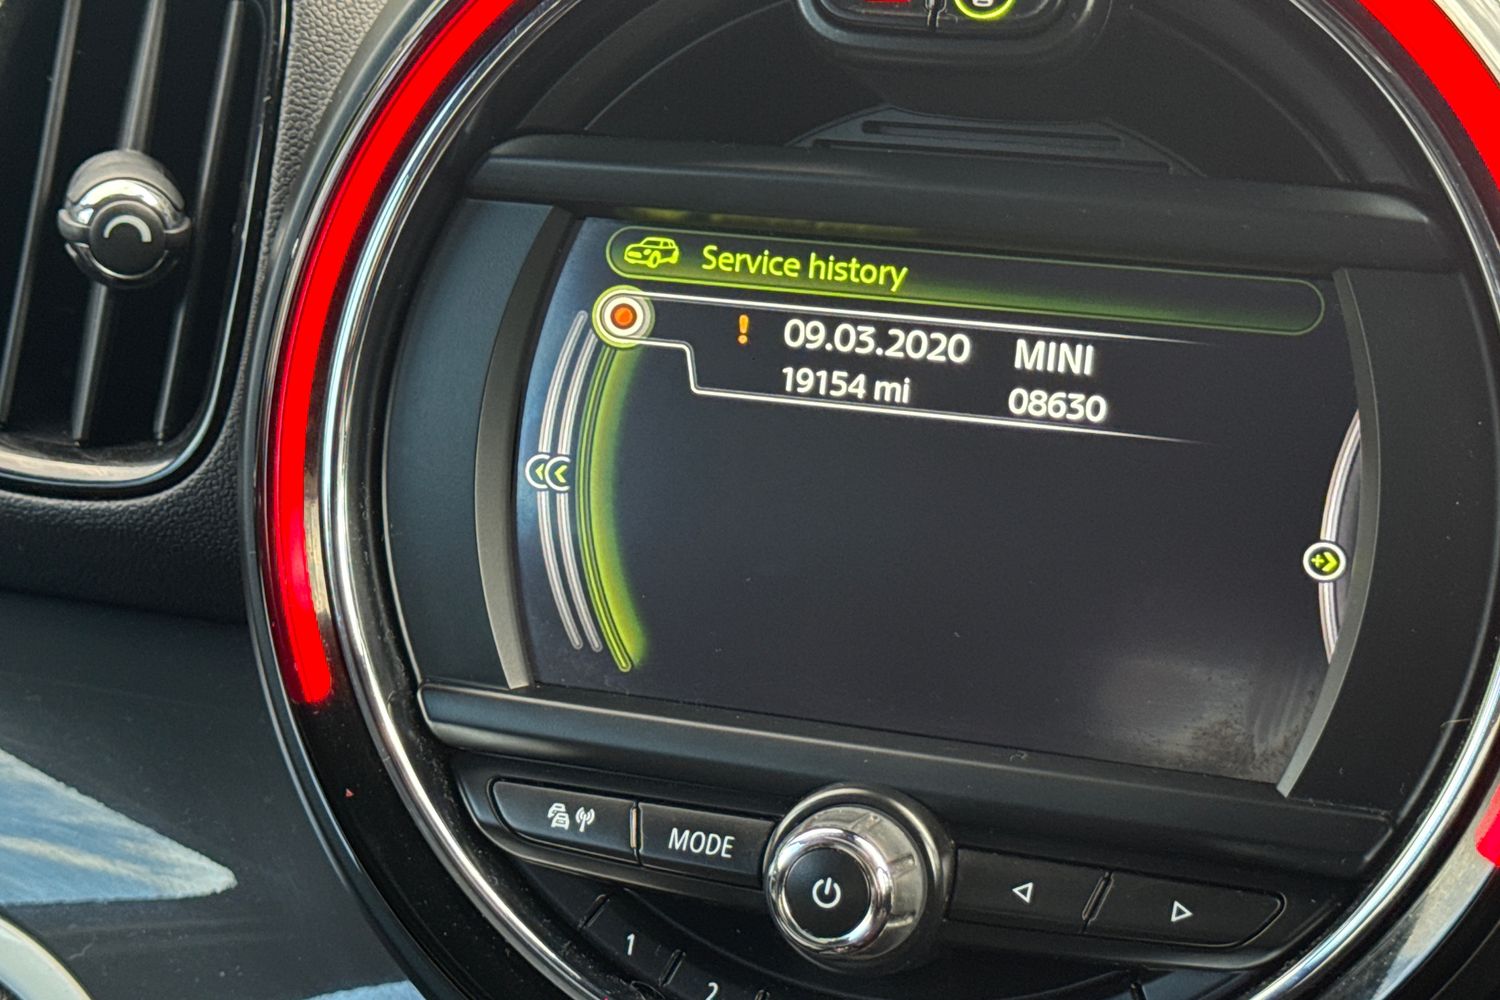 Service history
! 09.03.2020 MINI
19154 mi 08630
MODE
1
2